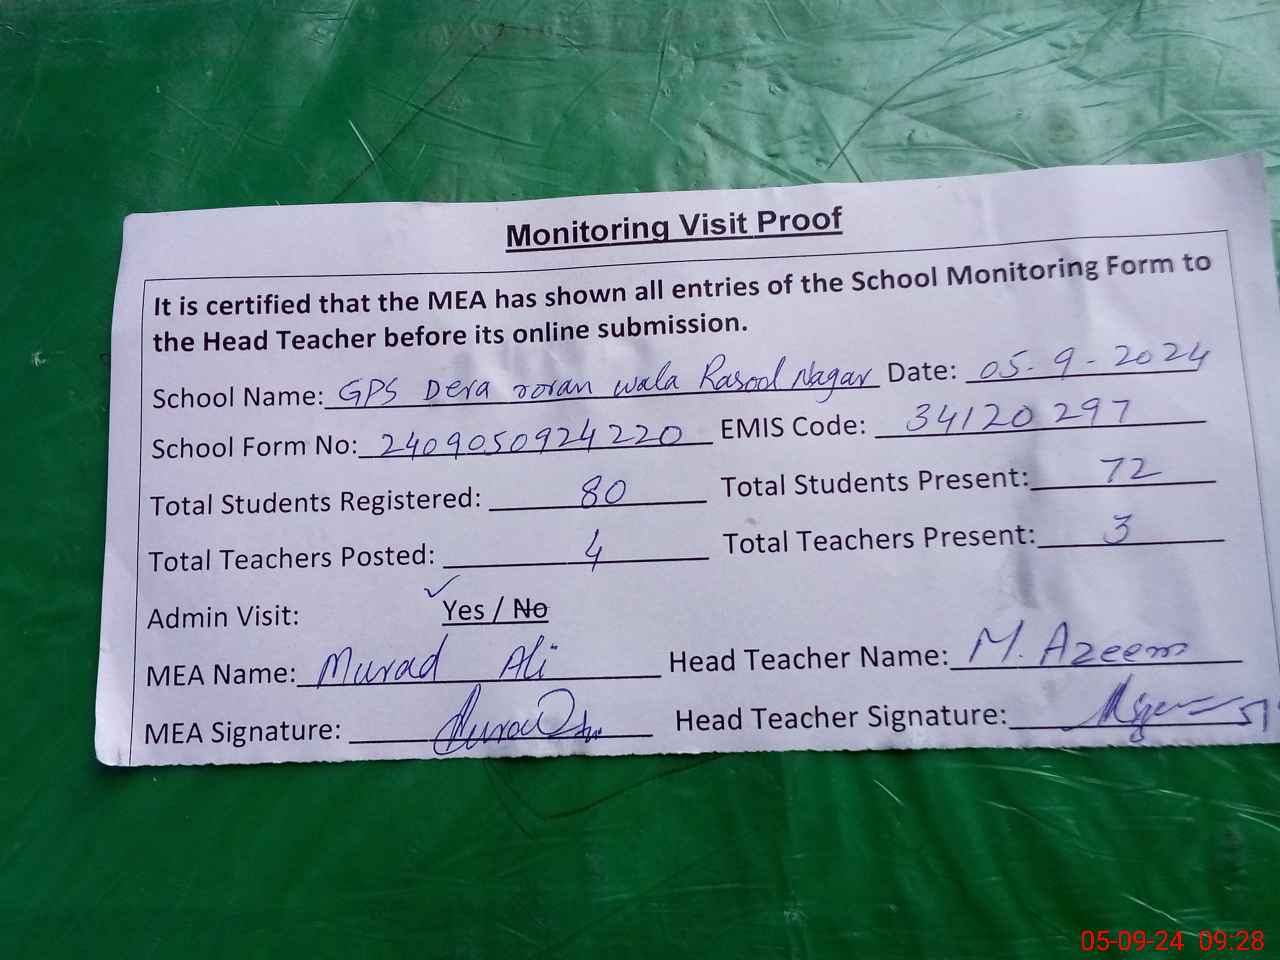 Monitoring Visit Proof
It is certified that the MEA has shown all entries of the School Monitoring Form to
the Head Teacher before its online submission.
School Name: GPS Dera roran wala Rasool Nagar Date: 05-9-2024
School Form No: 2409050924220 EMIS Code: 34120297
Total Students Registered: 80 Total Students Present: 72
Total Teachers Posted: 4 Total Teachers Present: 3
Admin Visit: Yes / No
MEA Name: Murad Ali Head Teacher Name: M. Azeem
MEA Signature: Head Teacher Signature:
05-09-24 09:28